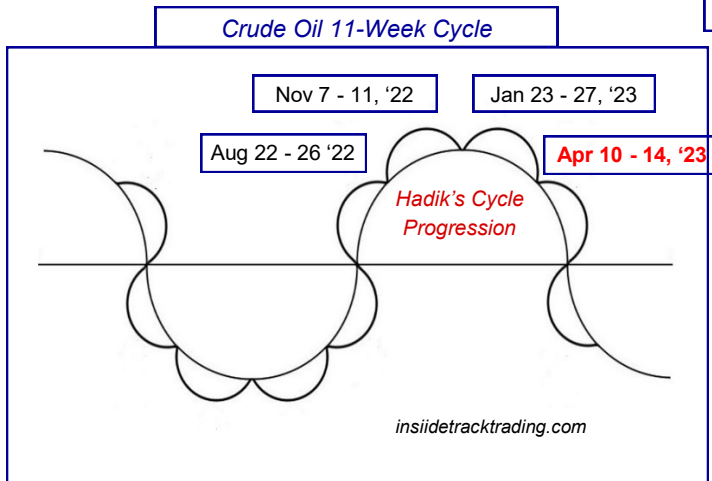 Crude Oil 11-Week Cycle
Nov 7 - 11, ‘22
Jan 23 - 27, ‘23
Aug 22 - 26 ‘22
Apr 10 - 14, ‘23
Hadik's Cycle
Progression
insiidetracktrading.com